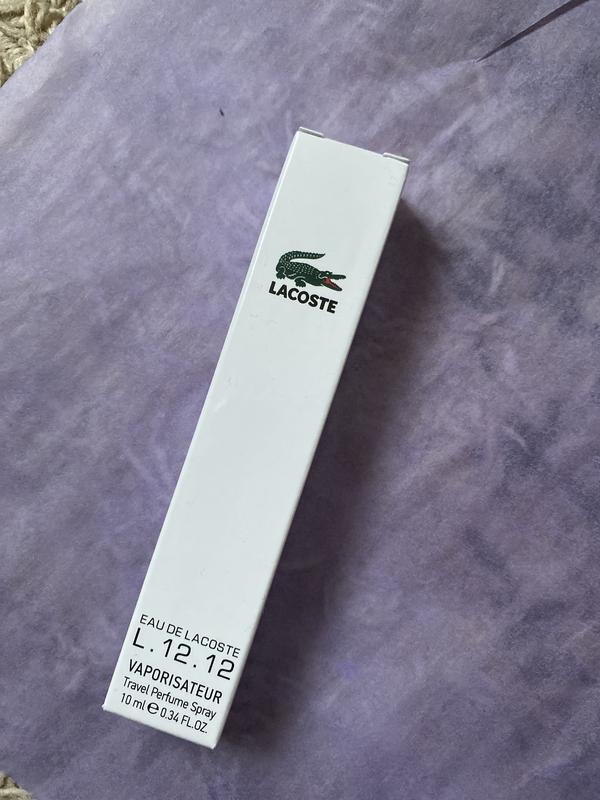 LACOSTE
EAU DE LACOSTE
L.12.12
VAPORISATEUR
Travel Perfume Spray
10 ml ℮ 0.34 FL.OZ.